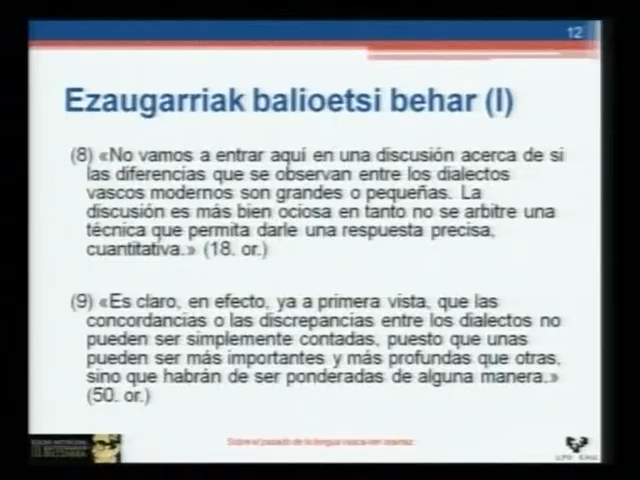 12
Ezaugarriak balioetsi behar (I)
(8) «No vamos a entrar aquí en una discusión acerca de si
las diferencias que se observan entre los dialectos
vascos modernos son grandes o pequeñas. La
discusión es más bien ociosa en tanto no se arbitre una
técnica que permita darle una respuesta precisa,
cuantitativa.» (18. or.)
(9) «Es claro, en efecto, ya a primera vista, que las
concordancias o las discrepancias entre los dialectos no
pueden ser simplemente contadas, puesto que unas
pueden ser más importantes y más profundas que otras,
sino que habrán de ser ponderadas de alguna manera.»
(50. or.)
Sobre el pasado de la lengua vasca-ren
UPV EHU